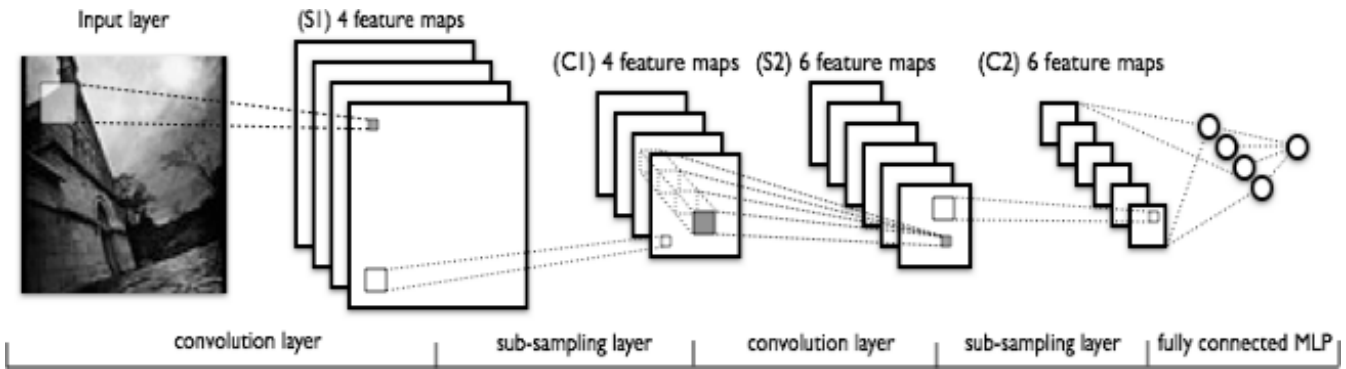 Input layer
(S1) 4 feature maps
(C1) 4 feature maps
(S2) 6 feature maps
(C2) 6 feature maps
convolution layer
sub-sampling layer
convolution layer
sub-sampling layer
fully connected MLP